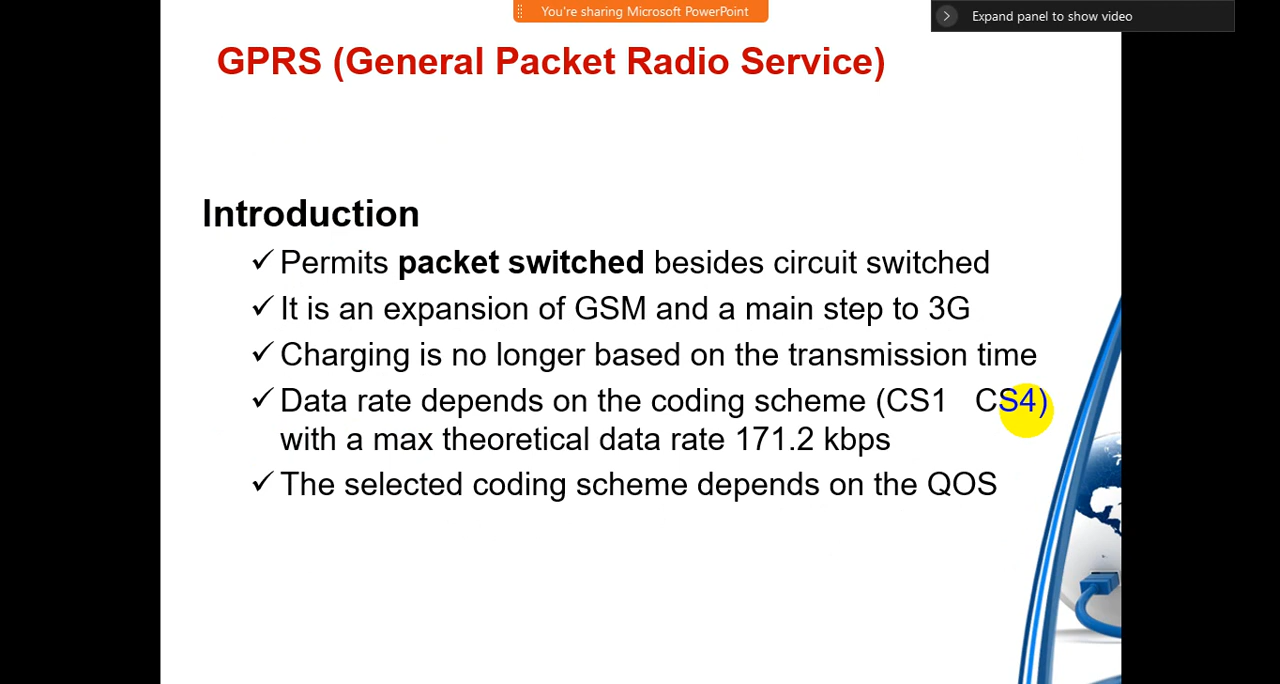 You're sharing Microsoft PowerPoint
Expand panel to show video
GPRS (General Packet Radio Service)
Introduction
✓ Permits packet switched besides circuit switched
✓ It is an expansion of GSM and a main step to 3G
✓ Charging is no longer based on the transmission time
✓ Data rate depends on the coding scheme (CS1 CS4)
with a max theoretical data rate 171.2 kbps
✓ The selected coding scheme depends on the QOS